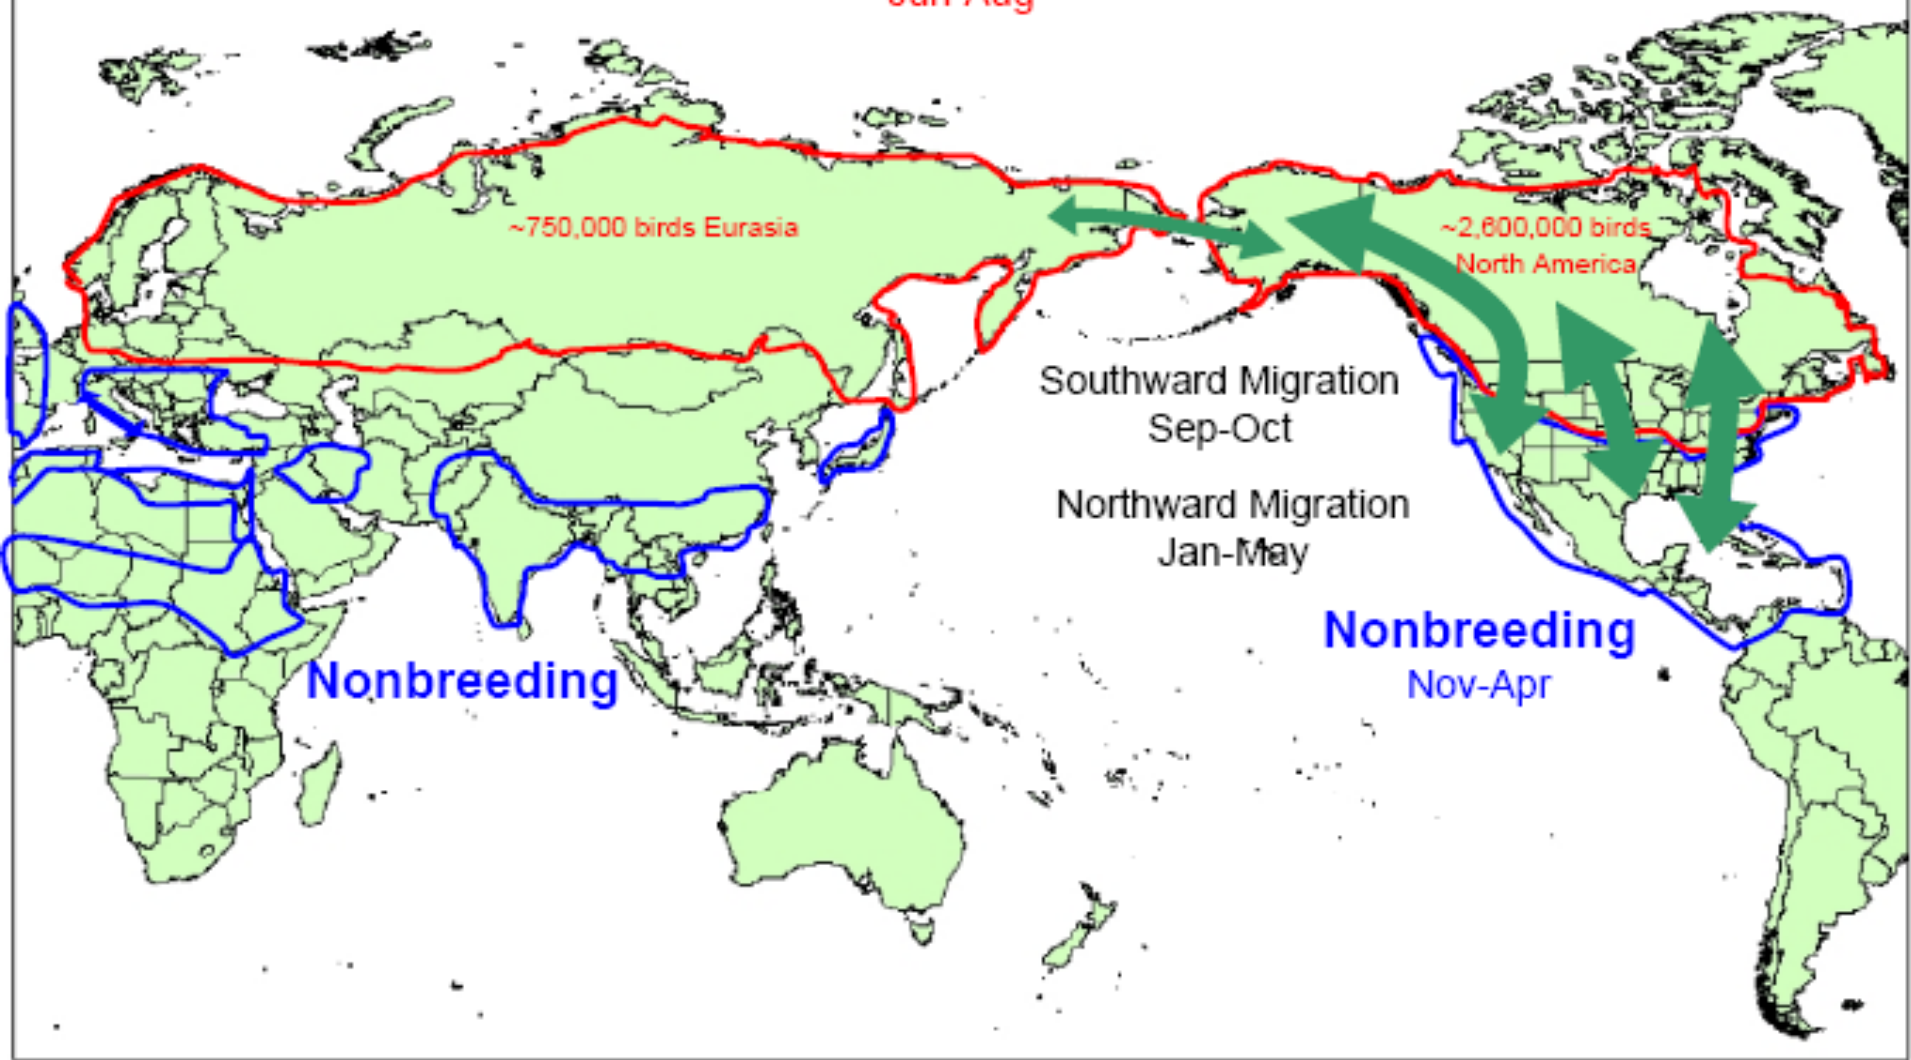 ~750,000 birds Eurasia
~2,600,000 birds
North America
Southward Migration
Sep-Oct
Northward Migration
Jan-May
Nonbreeding
Nov-Apr
Nonbreeding